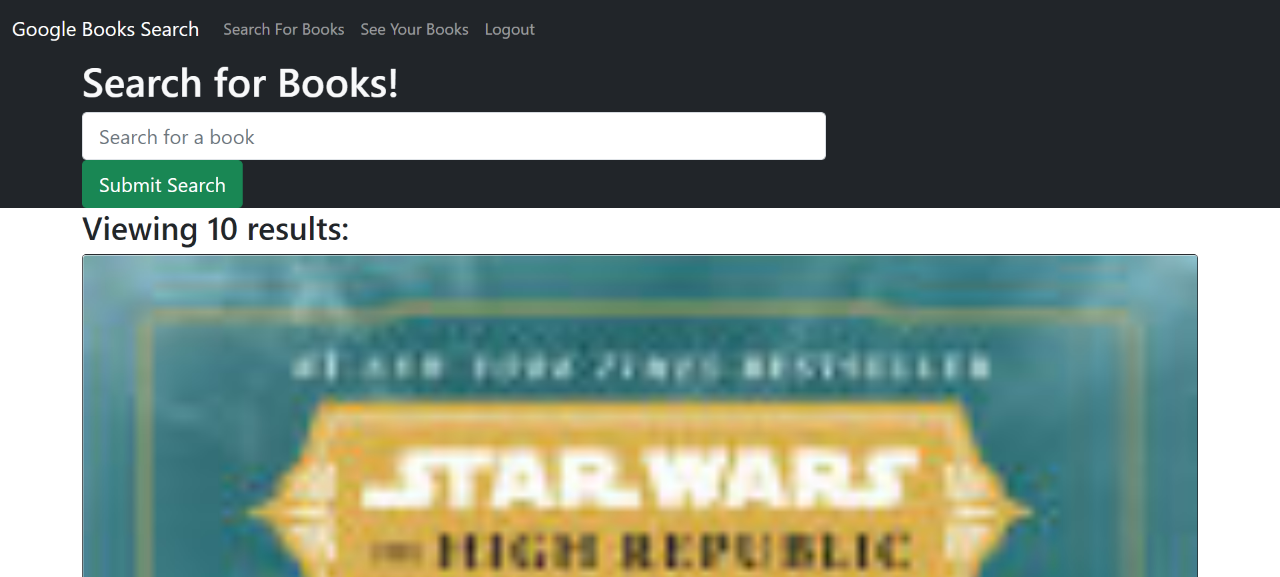 Google Books Search Search For Books See Your Books Logout
Search for Books!
Search for a book
Submit Search
Viewing 10 results:
#1 NEW YORK TIMES BESTSELLER
STAR WARS
THE HIGH REPUBLIC